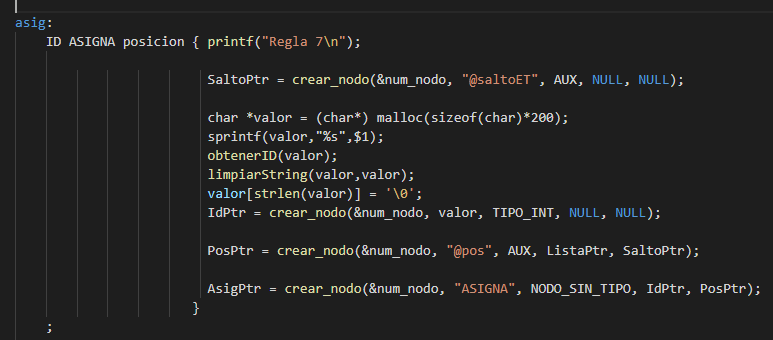 asig:
ID ASIGNA posicion { printf("Regla 7\n");
SaltoPtr = crear_nodo(&num_nodo, "@saltoET", AUX, NULL, NULL);
char *valor = (char*) malloc(sizeof(char)*200);
sprintf(valor,"%s",$1);
obtenerID(valor);
limpiarString(valor,valor);
valor[strlen(valor)] = '\0';
IdPtr = crear_nodo(&num_nodo, valor, TIPO_INT, NULL, NULL);
PosPtr = crear_nodo(&num_nodo, "@pos", AUX, ListaPtr, SaltoPtr);
AsigPtr = crear_nodo(&num_nodo, "ASIGNA", NODO_SIN_TIPO, IdPtr, PosPtr);
}
;